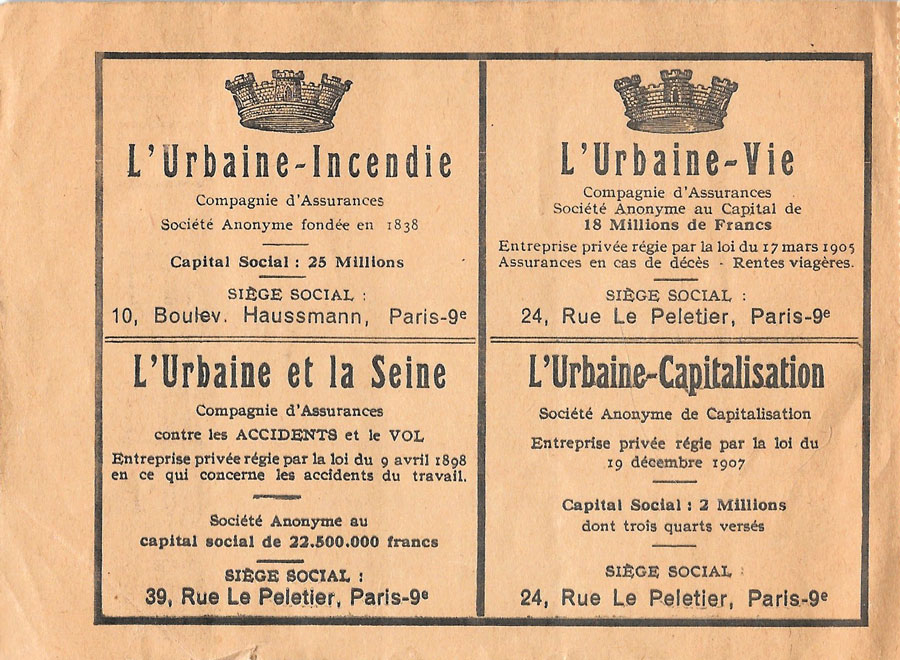 L'Urbaine-Incendie
Compagnie d'Assurances
Société Anonyme fondée en 1838
Capital Social : 25 Millions
SIÈGE SOCIAL :
10, Boulev. Haussmann, Paris-9e
L'Urbaine-Vie
Compagnie d'Assurances
Société Anonyme au Capital de
18 Millions de Francs
Entreprise privée régie par la loi du 17 mars 1905
Assurances en cas de décès - Rentes viagères.
SIÈGE SOCIAL :
24, Rue Le Peletier, Paris-9e
L'Urbaine et la Seine
Compagnie d'Assurances
contre les ACCIDENTS et le VOL
Entreprise privée régie par la loi du 9 avril 1898
en ce qui concerne les accidents du travail.
Société Anonyme au
capital social de 22.500.000 francs
SIÈGE SOCIAL :
39, Rue Le Peletier, Paris-9e
L'Urbaine-Capitalisation
Société Anonyme de Capitalisation
Entreprise privée régie par la loi du
19 décembre 1907
Capital Social : 2 Millions
dont trois quarts versés
SIÈGE SOCIAL :
24, Rue Le Peletier, Paris-9e